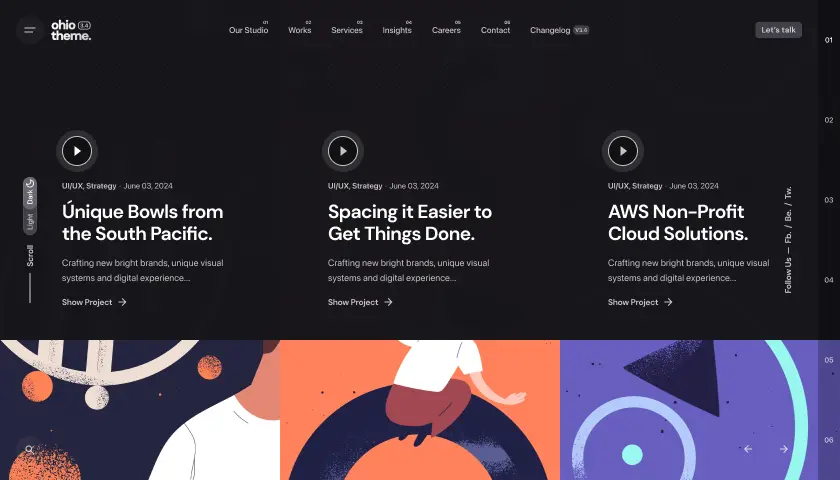 ohio 3.4
theme.
01 02 03 04 05 06
Our Studio Works Services Insights Careers Contact Changelog V3.4
Let's talk
UI/UX, Strategy · June 03, 2024
Únique Bowls from
the South Pacific.
Crafting new bright brands, unique visual
systems and digital experience...
Show Project
UI/UX, Strategy · June 03, 2024
Spacing it Easier to
Get Things Done.
Crafting new bright brands, unique visual
systems and digital experience...
Show Project
UI/UX, Strategy · June 03, 2024
AWS Non-Profit
Cloud Solutions.
Crafting new bright brands, unique visual
systems and digital experience...
Show Project
Light Dark
Scroll
Follow Us — Fb. / Be. / Tw.
01
02
03
04
05
06